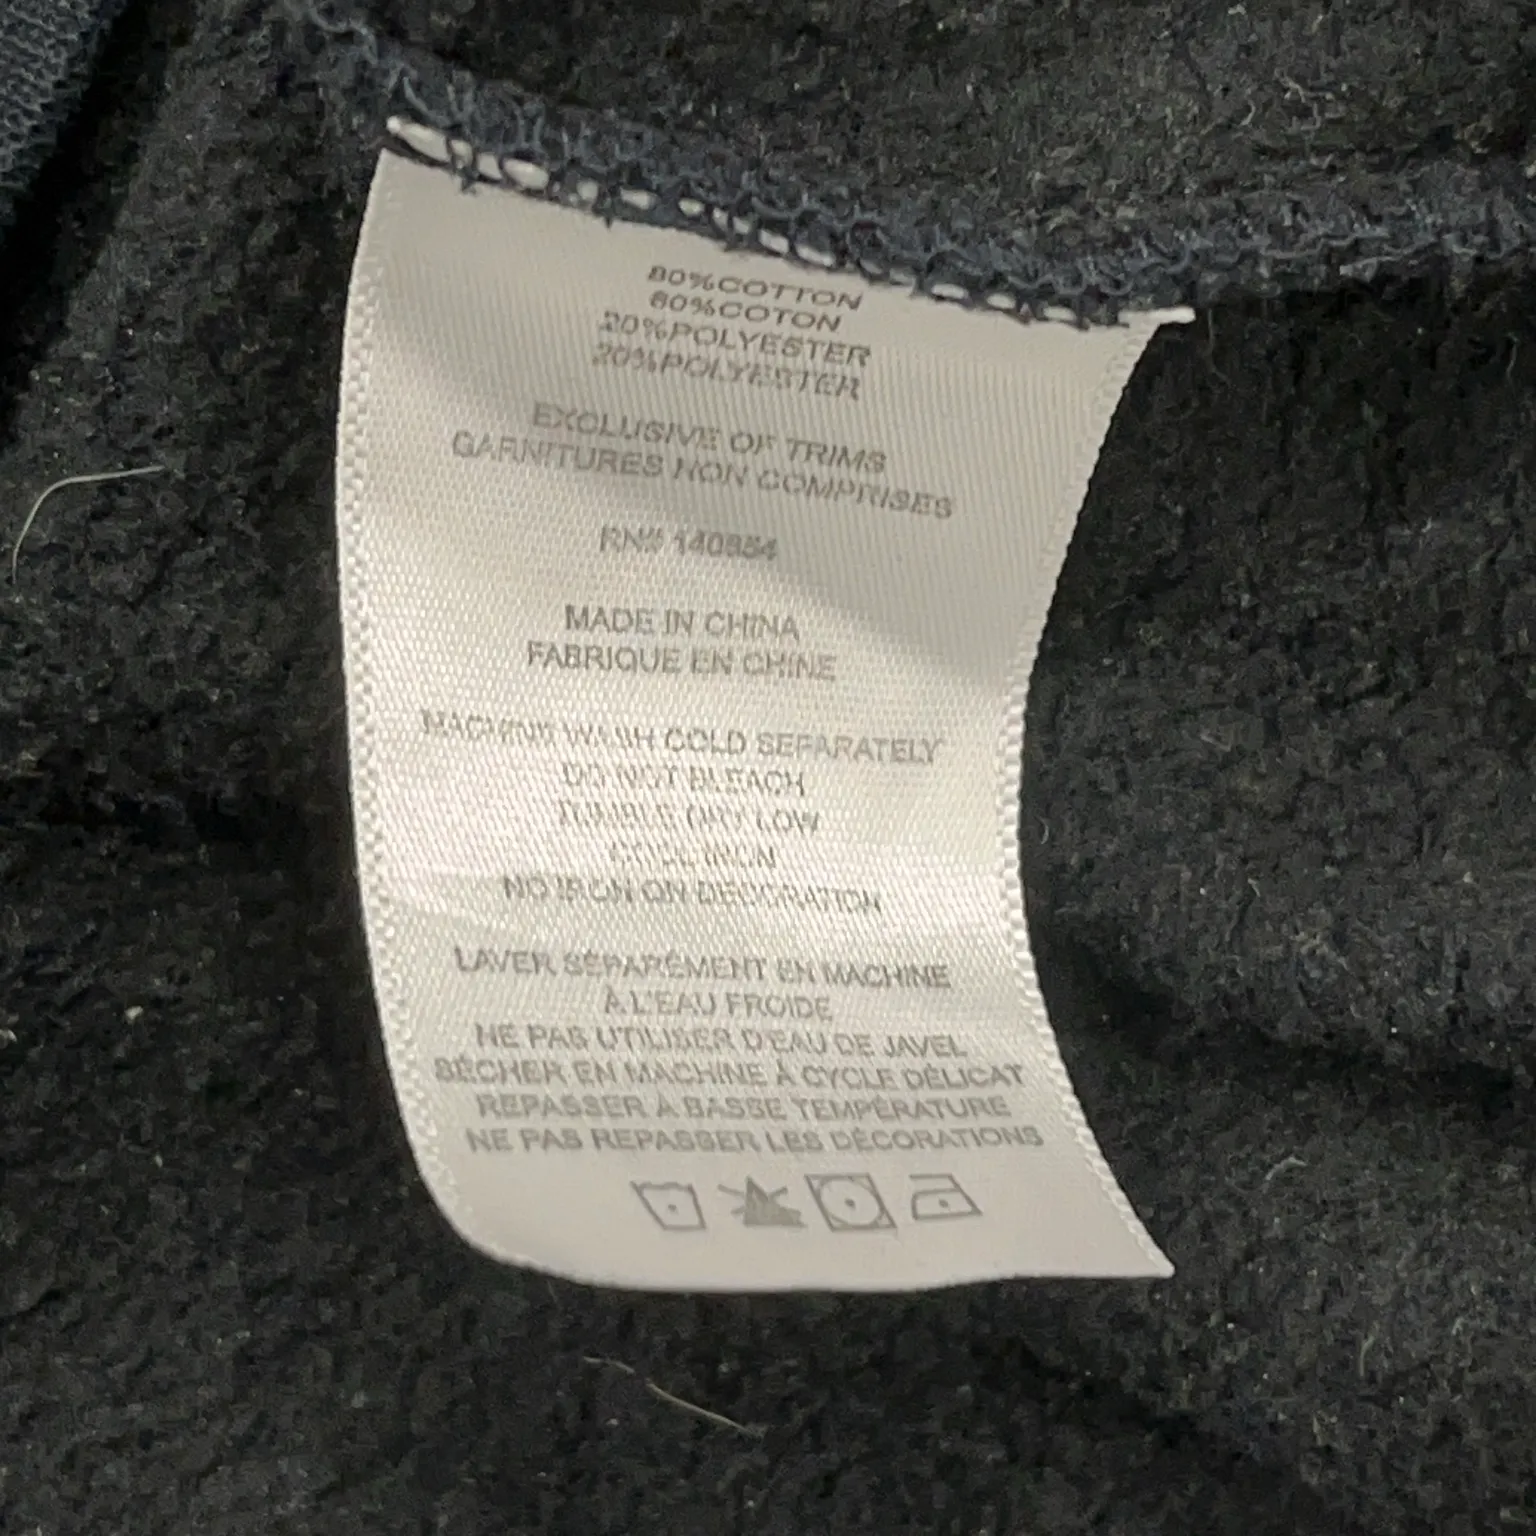 80%COTTON
80%COTON
20%POLYESTER
20%POLYESTER
EXCLUSIVE OF TRIMS
GARNITURES NON COMPRISES
RN# 140854
MADE IN CHINA
FABRIQUE EN CHINE
MACHINE WASH COLD SEPARATELY
DO NOT BLEACH
TUMBLE DRY LOW
COOL IRON
NO IRON ON DECORATION
LAVER SÉPARÉMENT EN MACHINE
À L'EAU FROIDE
NE PAS UTILISER D'EAU DE JAVEL
SÉCHER EN MACHINE À CYCLE DÉLICAT
REPASSER À BASSE TEMPÉRATURE
NE PAS REPASSER LES DÉCORATIONS